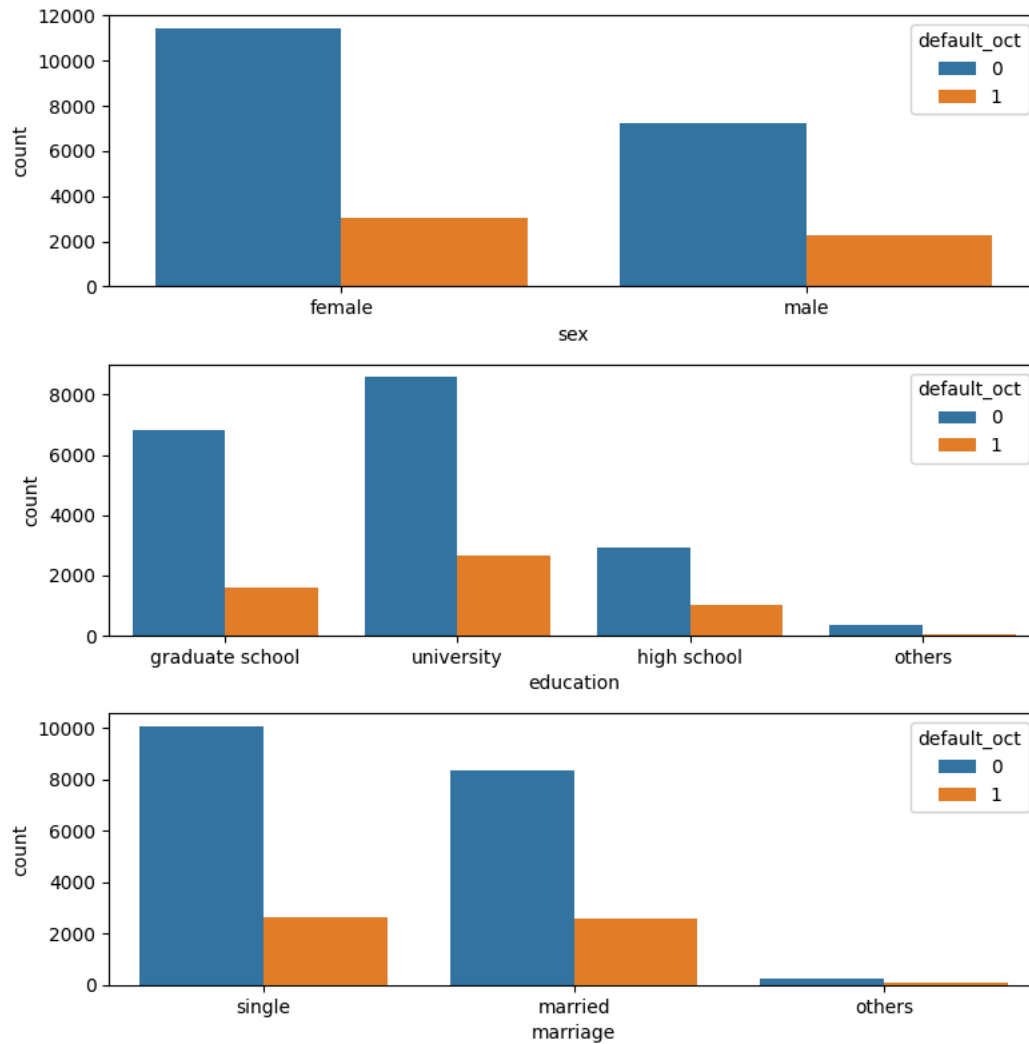 12000
10000
8000
6000
4000
2000
0
count
default_oct
0
1
female male
sex
8000
6000
4000
2000
0
count
default_oct
0
1
graduate school university high school others
education
10000
8000
6000
4000
2000
0
count
default_oct
0
1
single married others
marriage